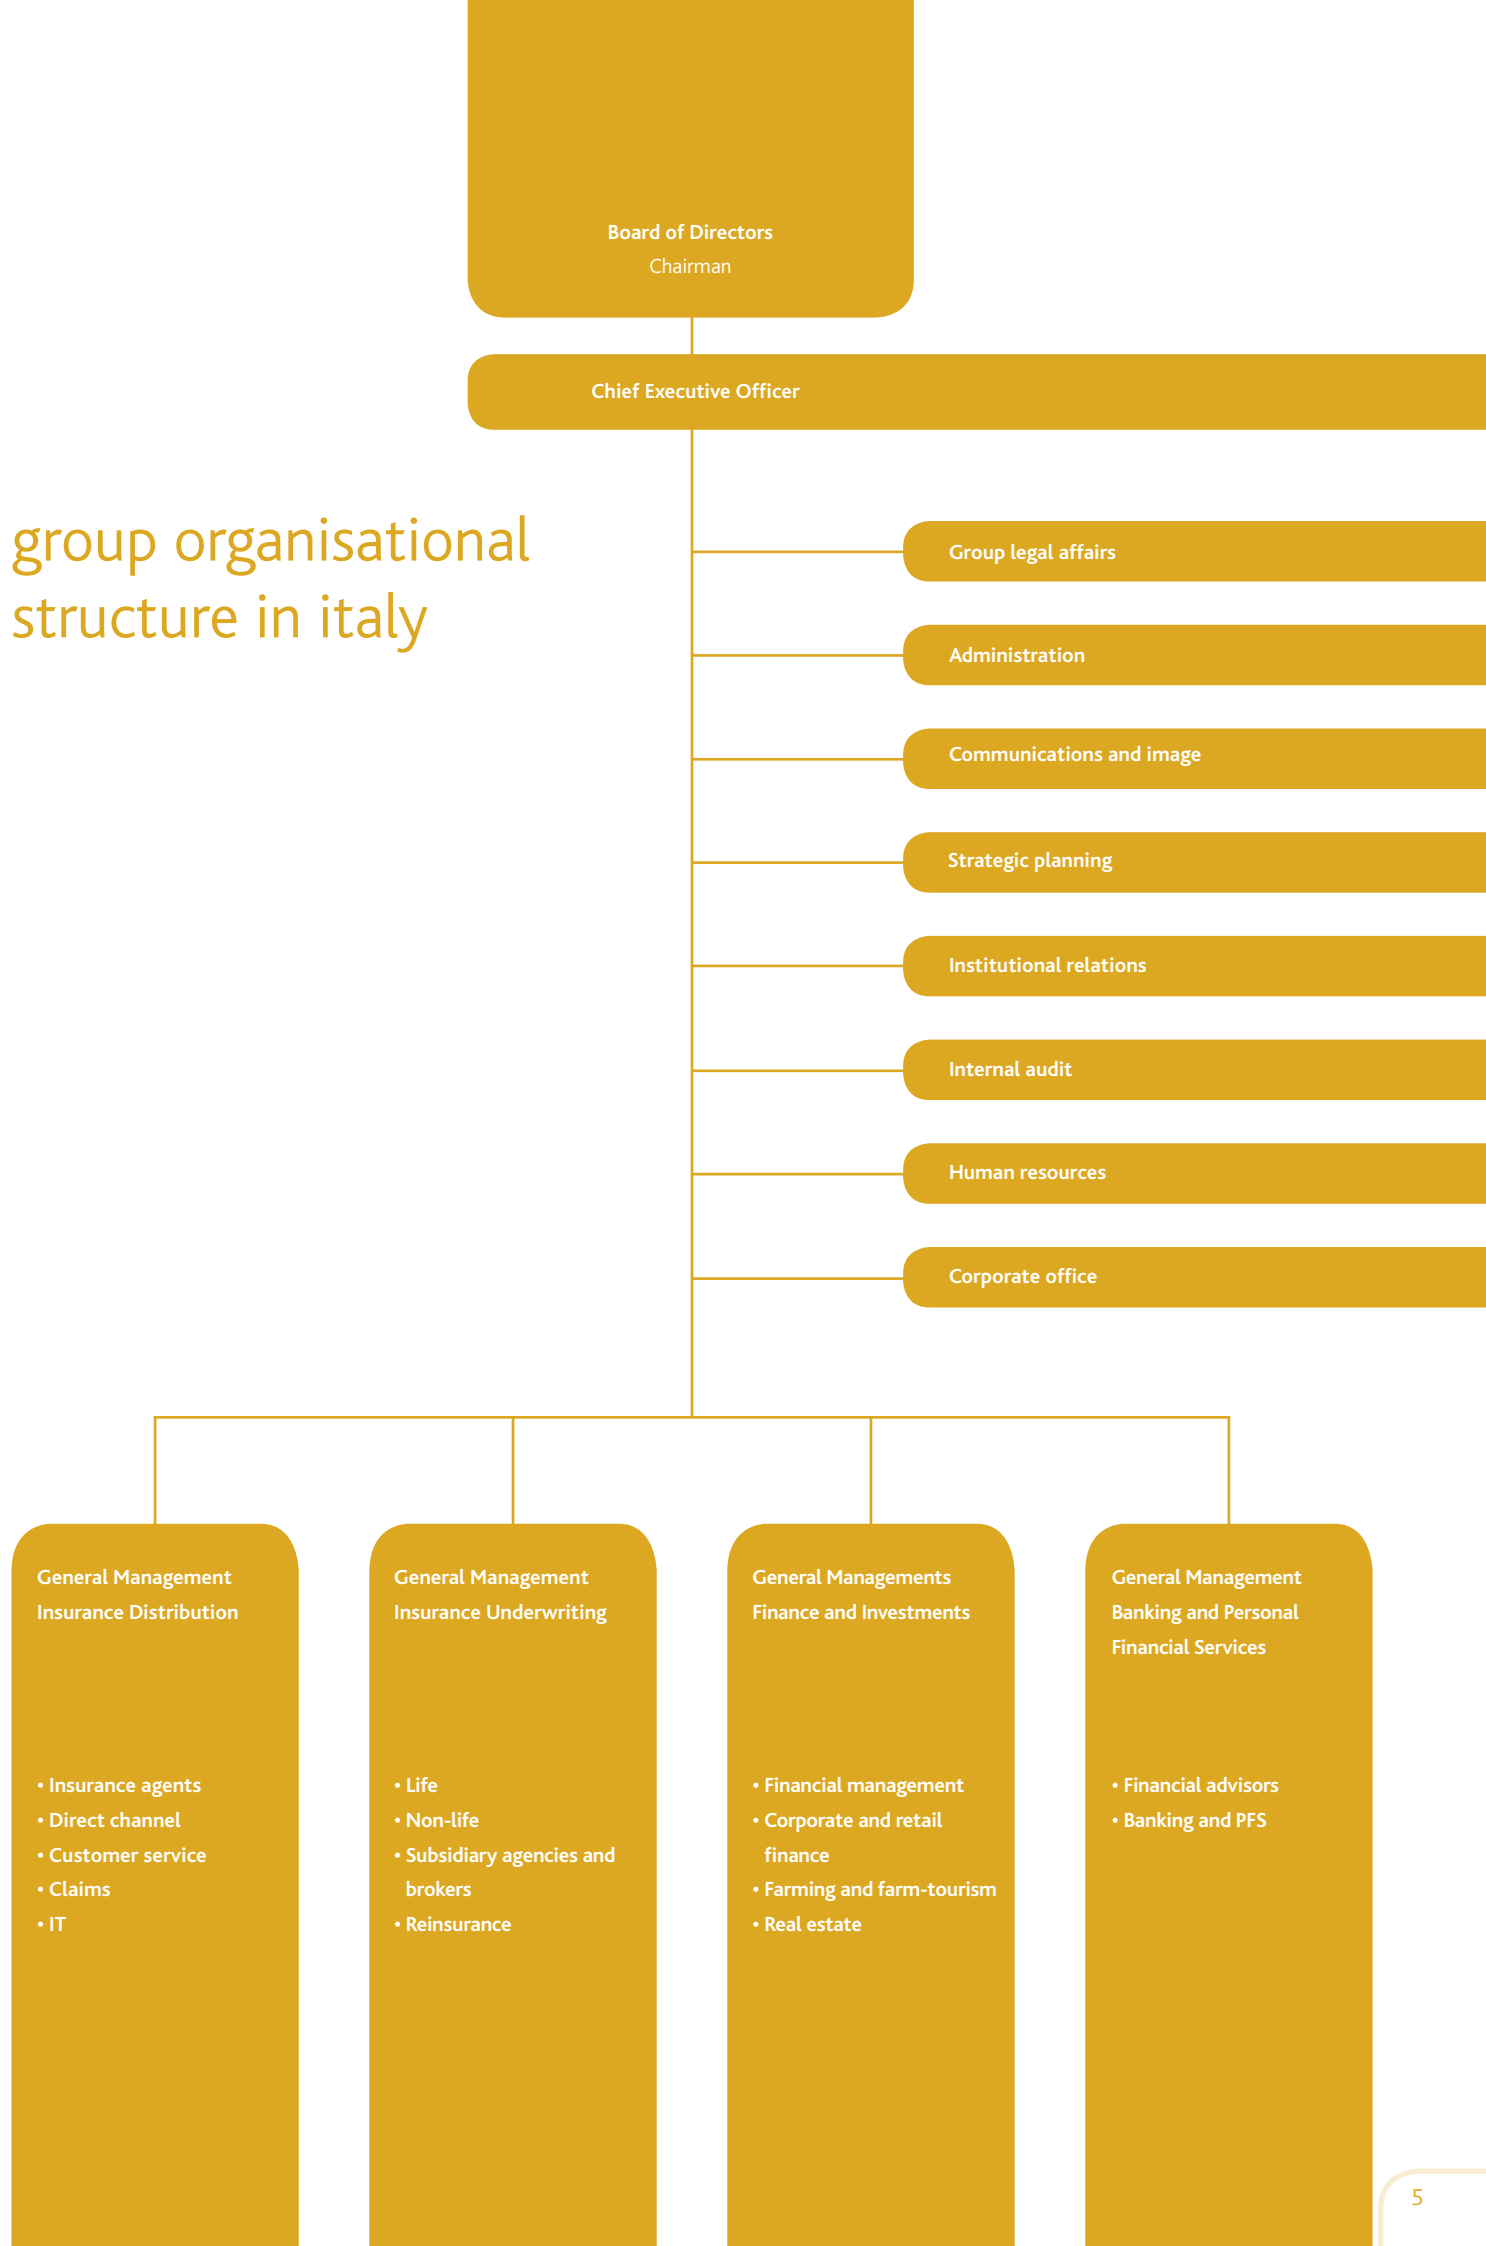 Board of Directors
Chairman
Chief Executive Officer
group organisational
structure in italy
Group legal affairs
Administration
Communications and image
Strategic planning
Institutional relations
Internal audit
Human resources
Corporate office
General Management
Insurance Distribution
• Insurance agents
• Direct channel
• Customer service
• Claims
• IT
General Management
Insurance Underwriting
• Life
• Non-life
• Subsidiary agencies and
brokers
• Reinsurance
General Managements
Finance and Investments
• Financial management
• Corporate and retail
finance
• Farming and farm-tourism
• Real estate
General Management
Banking and Personal
Financial Services
• Financial advisors
• Banking and PFS
5